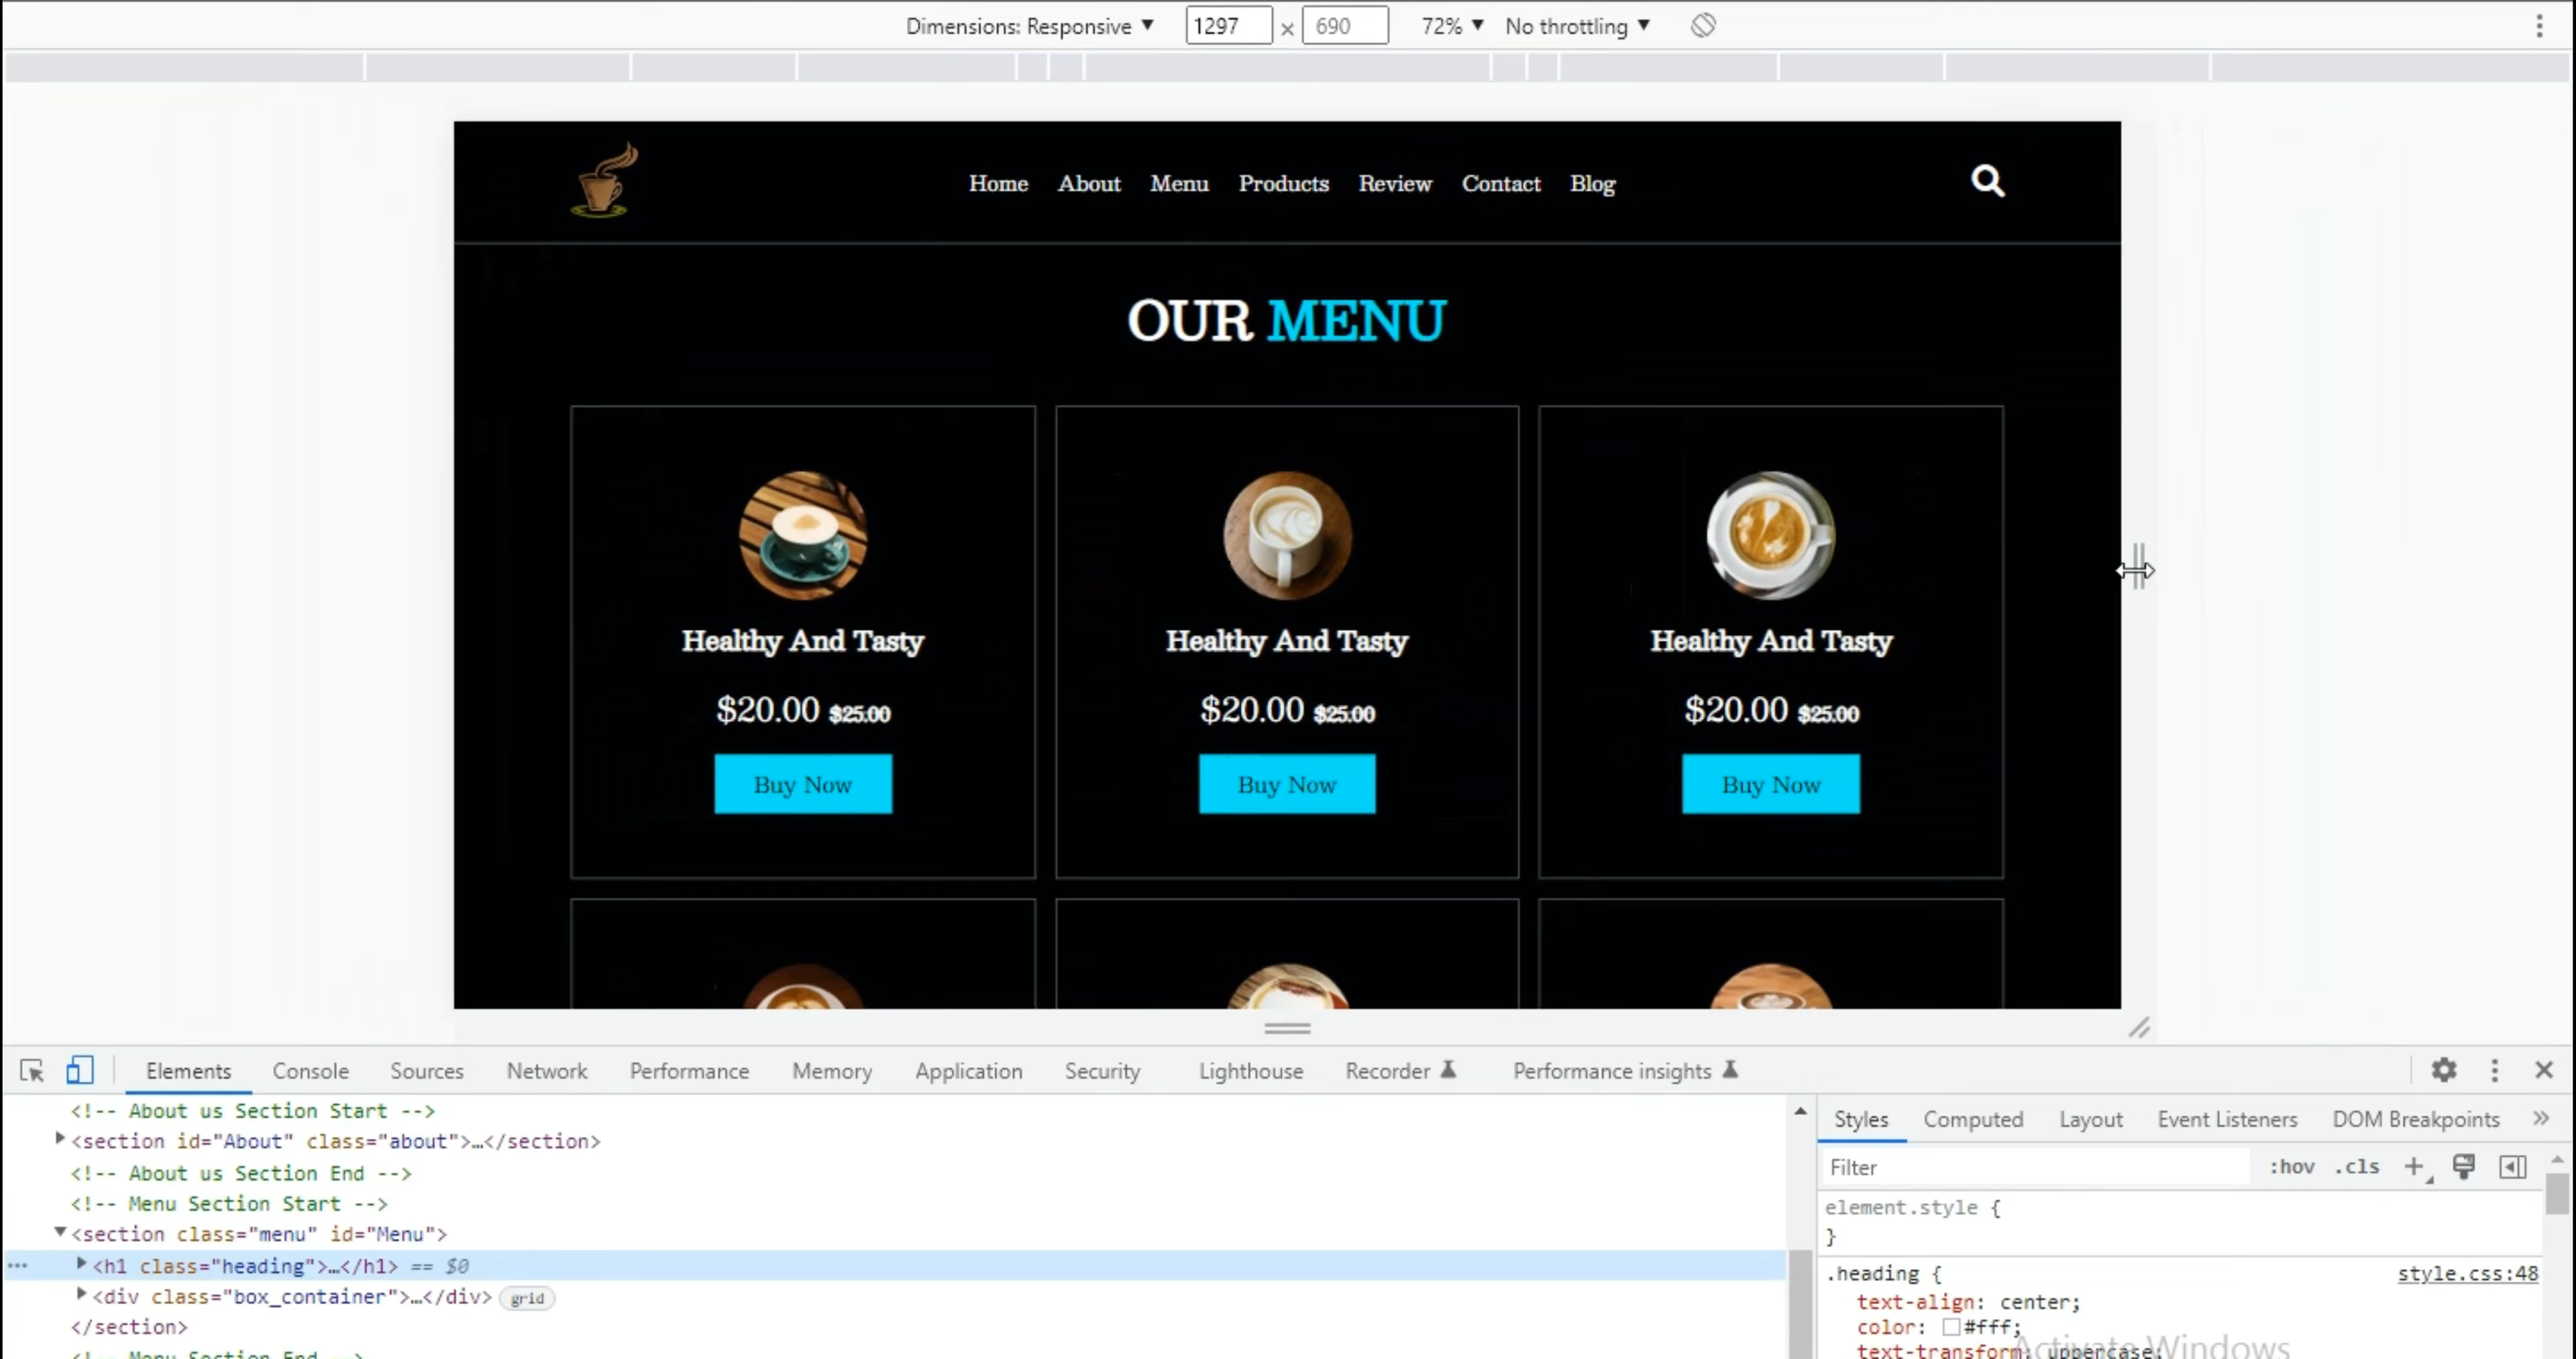 Dimensions: Responsive ▼ 1297 × 690 72% ▼ No throttling ▼
Home About Menu Products Review Contact Blog
OUR MENU
Healthy And Tasty Healthy And Tasty Healthy And Tasty
$20.00 $25.00 $20.00 $25.00 $20.00 $25.00
Buy Now Buy Now Buy Now
Elements Console Sources Network Performance Memory Application Security Lighthouse Recorder Performance insights
<!-- About us Section Start -->
<section id="About" class="about">…</section>
<!-- About us Section End -->
<!-- Menu Section Start -->
<section class="menu" id="Menu">
<h1 class="heading">…</h1> == $0
<div class="box_container">…</div> grid
</section>
<!-- Menu Section End -->
Styles Computed Layout Event Listeners DOM Breakpoints »
Filter :hov .cls +
element.style {
}
.heading { style.css:48
text-align: center;
color: #fff;
text-transform: uppercase;
Activate Windows